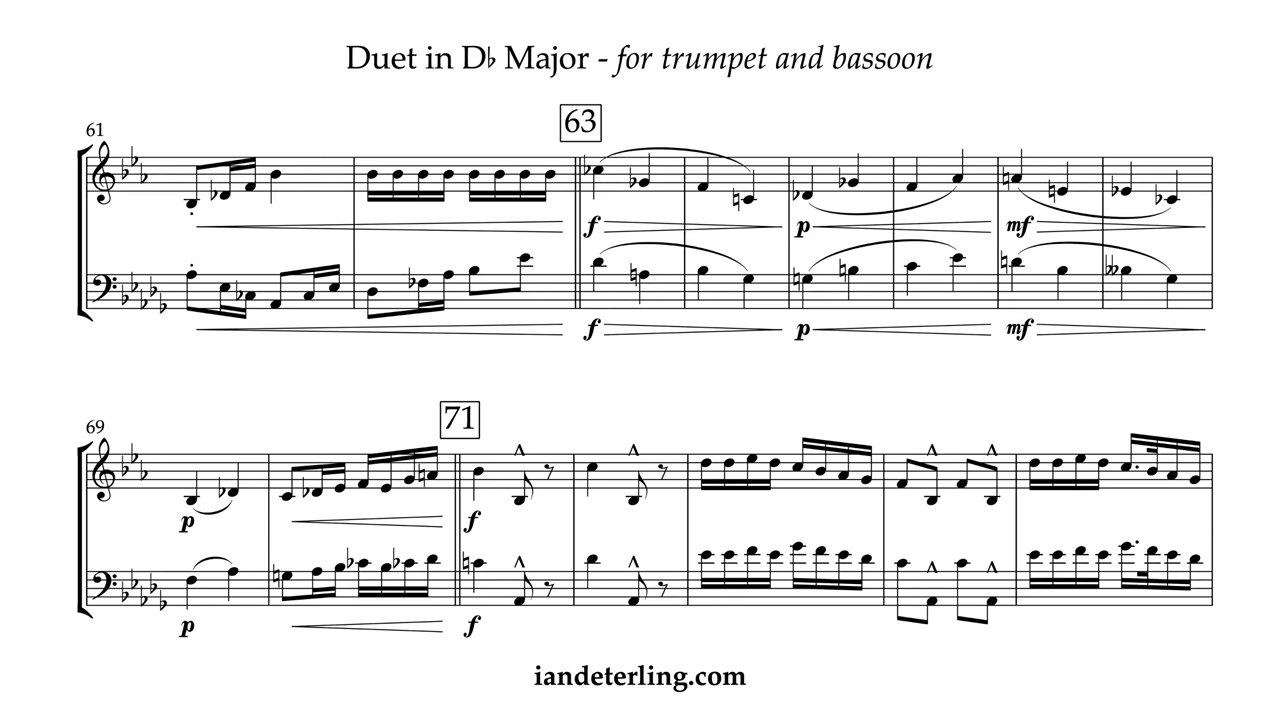 Duet in D♭ Major - for trumpet and bassoon
61
63
f p mf
f p mf
69
71
p f
p f
iandeterling.com